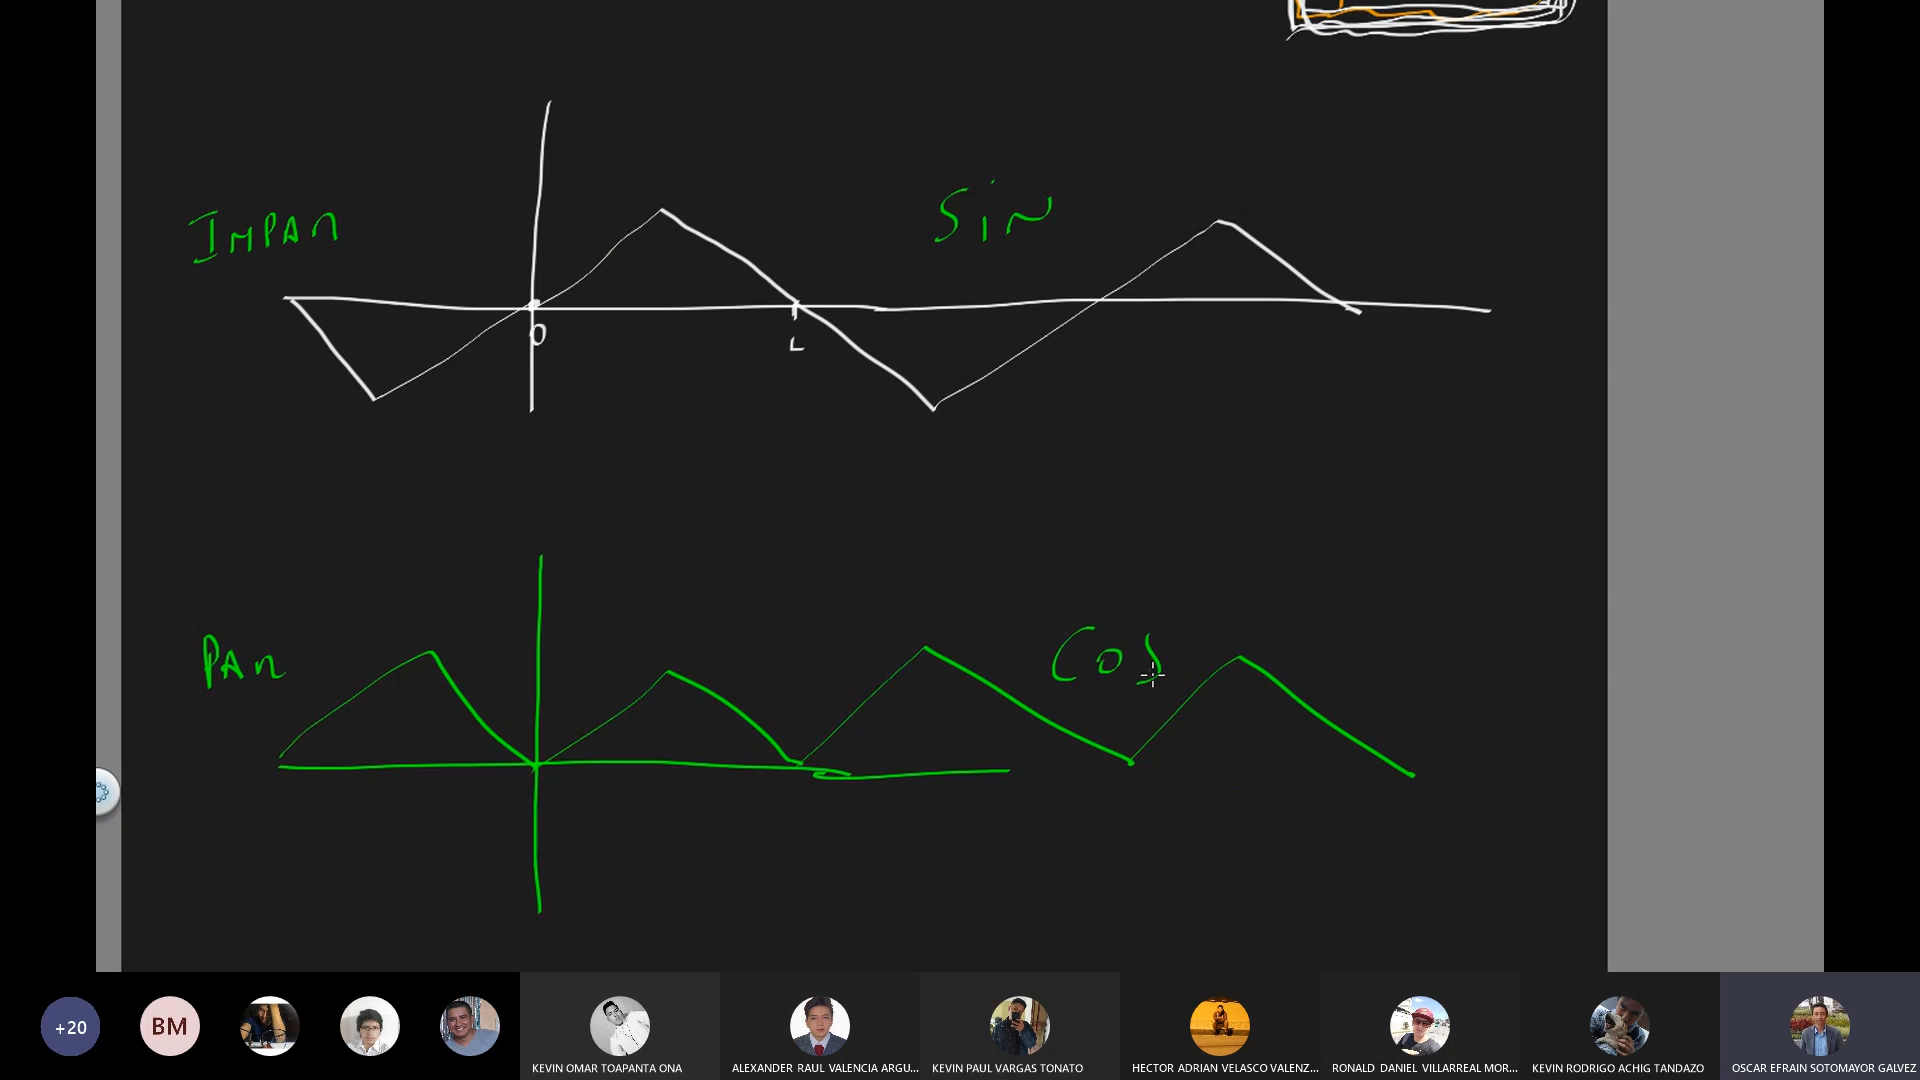 IMPAR
SIN
0
L
PAR
COS
+20
BM
KEVIN OMAR TOAPANTA ONA
ALEXANDER RAUL VALENCIA ARGU...
KEVIN PAUL VARGAS TONATO
HECTOR ADRIAN VELASCO VALENZ...
RONALD DANIEL VILLARREAL MOR...
KEVIN RODRIGO ACHIG TANDAZO
OSCAR EFRAIN SOTOMAYOR GALVEZ